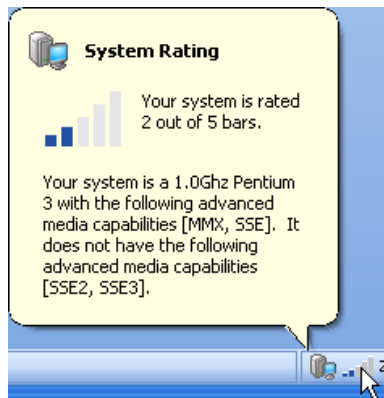 System Rating
Your system is rated
2 out of 5 bars.
Your system is a 1.0Ghz Pentium
3 with the following advanced
media capabilities [MMX, SSE].  It
does not have the following
advanced media capabilities
[SSE2, SSE3].